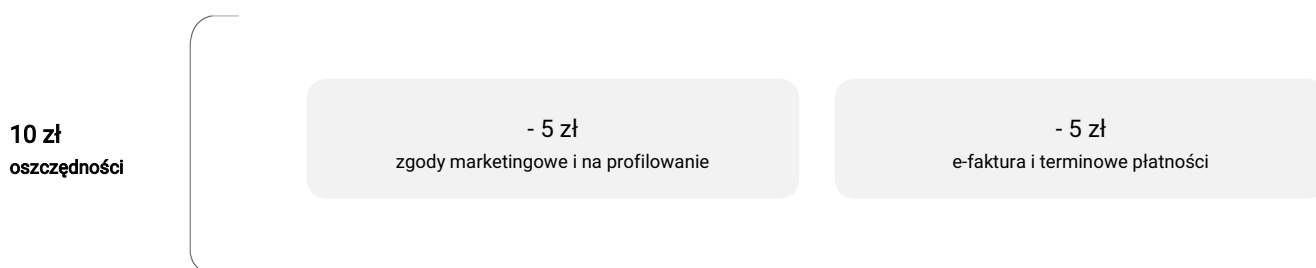 10 zł
oszczędności
- 5 zł
zgody marketingowe i na profilowanie
- 5 zł
e-faktura i terminowe płatności